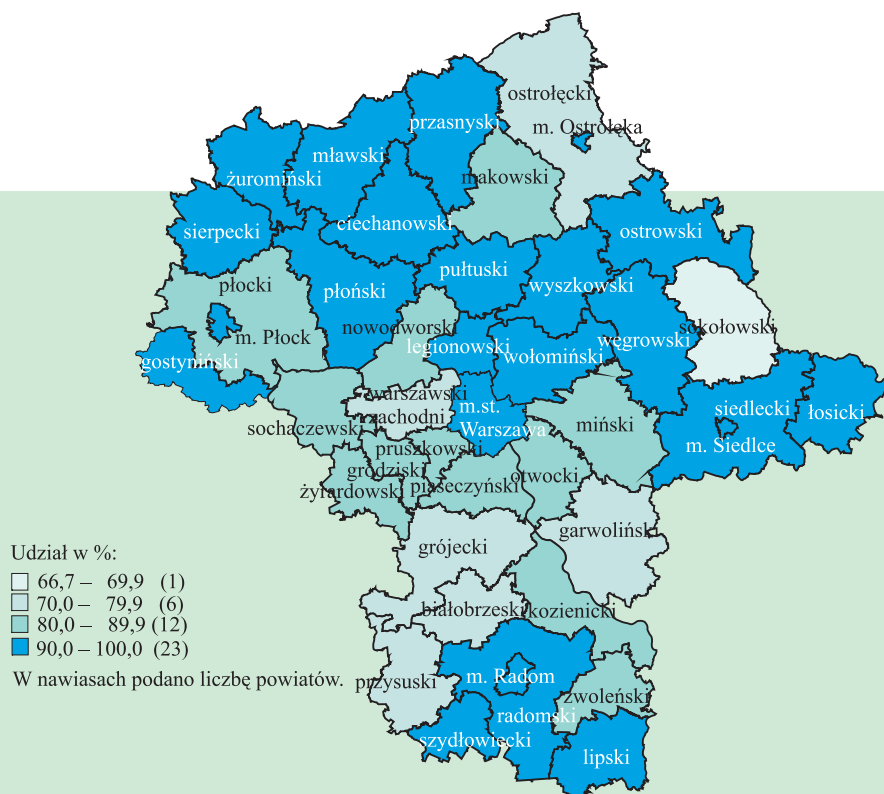 ostrołęcki
m. Ostrołęka
przasnyski
mławski
żuromiński
makowski
ciechanowski
sierpecki
ostrowski
płocki
pułtuski
wyszkowski
płoński
m. Płock
nowodworski
sokołowski
legionowski
wołomiński
węgrowski
gostyniński
warszawski
zachodni
m.st.
Warszawa
siedlecki
łosicki
miński
sochaczewski
m. Siedlce
pruszkowski
grodziski
otwocki
żyrardowski
piaseczyński
garwoliński
grójecki
białobrzeski
kozienicki
przysuski
m. Radom
zwoleński
radomski
szydłowiecki
lipski
Udział w %:
66,7 – 69,9 (1)
70,0 – 79,9 (6)
80,0 – 89,9 (12)
90,0 – 100,0 (23)
W nawiasach podano liczbę powiatów.